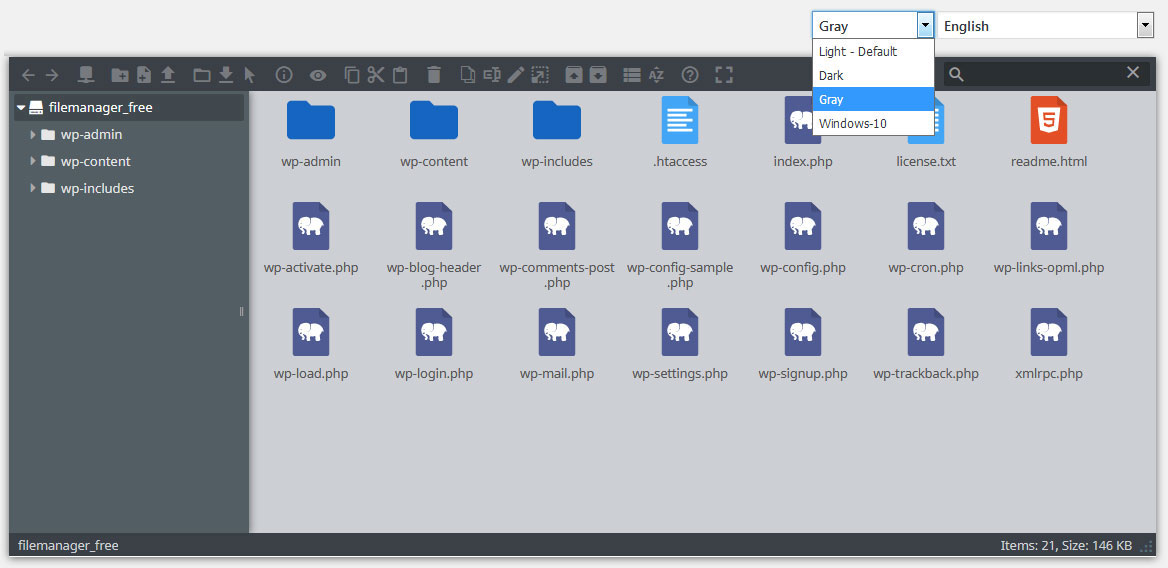 Gray English
Light - Default
Dark
Gray
Windows-10
filemanager_free
wp-admin
wp-content
wp-includes
wp-admin wp-content wp-includes .htaccess index.php license.txt readme.html
wp-activate.php wp-blog-header wp-comments-post wp-config-sample wp-config.php wp-cron.php wp-links-opml.php
.php .php .php
wp-load.php wp-login.php wp-mail.php wp-settings.php wp-signup.php wp-trackback.php xmlrpc.php
filemanager_free Items: 21, Size: 146 KB